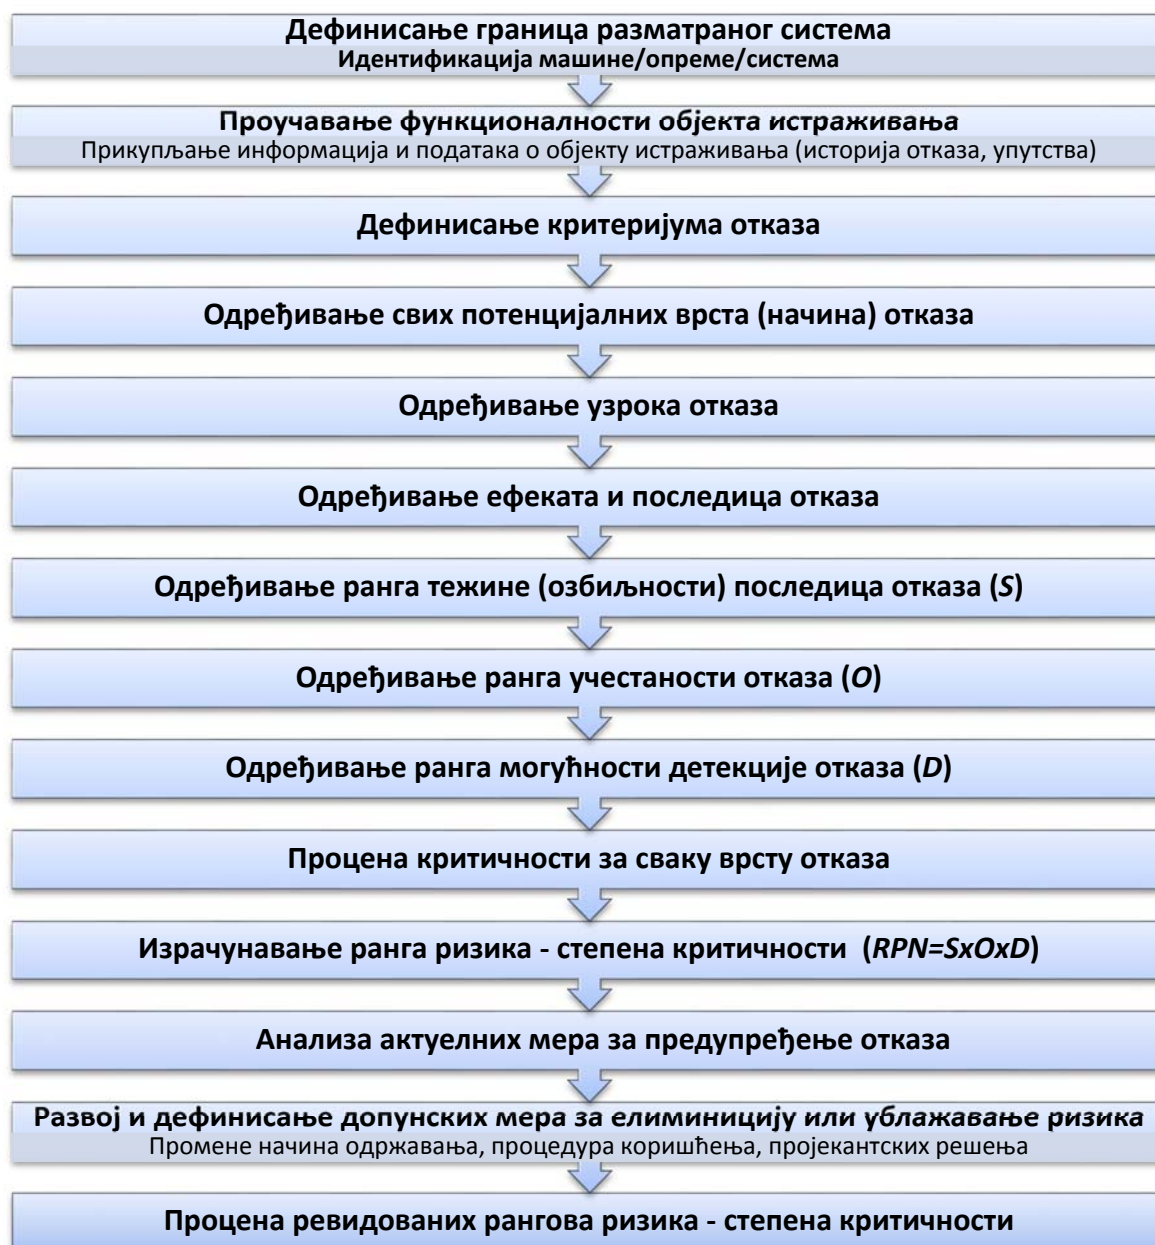 Дефинисање граница разматраног система
Идентификација машине/опреме/система
Проучавање функционалности објекта истраживања
Прикупљање информација и података о објекту истраживања (историја отказа, упутства)
Дефинисање критеријума отказа
Одређивање свих потенцијалних врста (начина) отказа
Одређивање узрока отказа
Одређивање ефеката и последица отказа
Одређивање ранга тежине (озбиљности) последица отказа (S)
Одређивање ранга учестаности отказа (O)
Одређивање ранга могућности детекције отказа (D)
Процена критичности за сваку врсту отказа
Израчунавање ранга ризика - степена критичности (RPN=SxOxD)
Анализа актуелних мера за предупређење отказа
Развој и дефинисање допунских мера за елиминицију или ублажавање ризика
Промене начина одржавања, процедура коришћења, пројекантских решења
Процена ревидованих рангова ризика - степена критичности